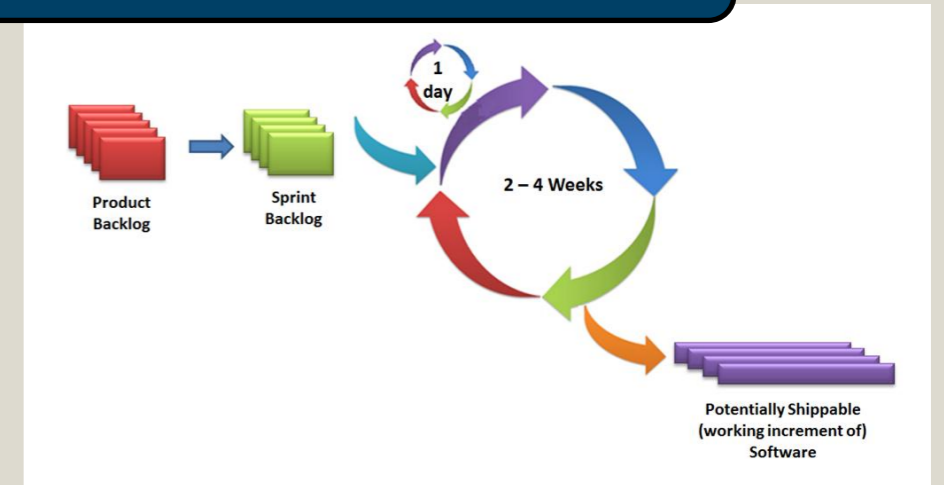 1
day
2 – 4 Weeks
Product
Backlog
Sprint
Backlog
Potentially Shippable
(working increment of)
Software